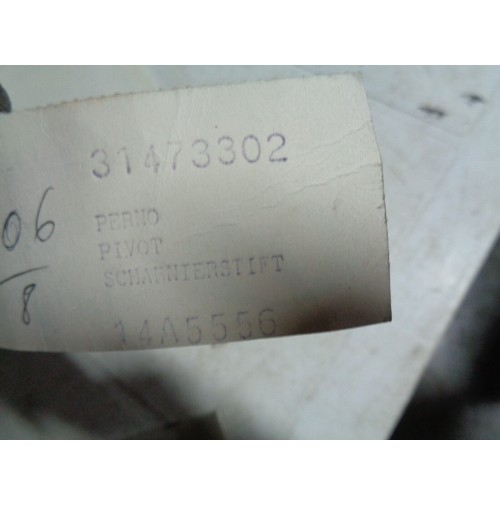 31473302
06
PERNO
PIVOT
SCHARNIERSTIFT
8
14A5556